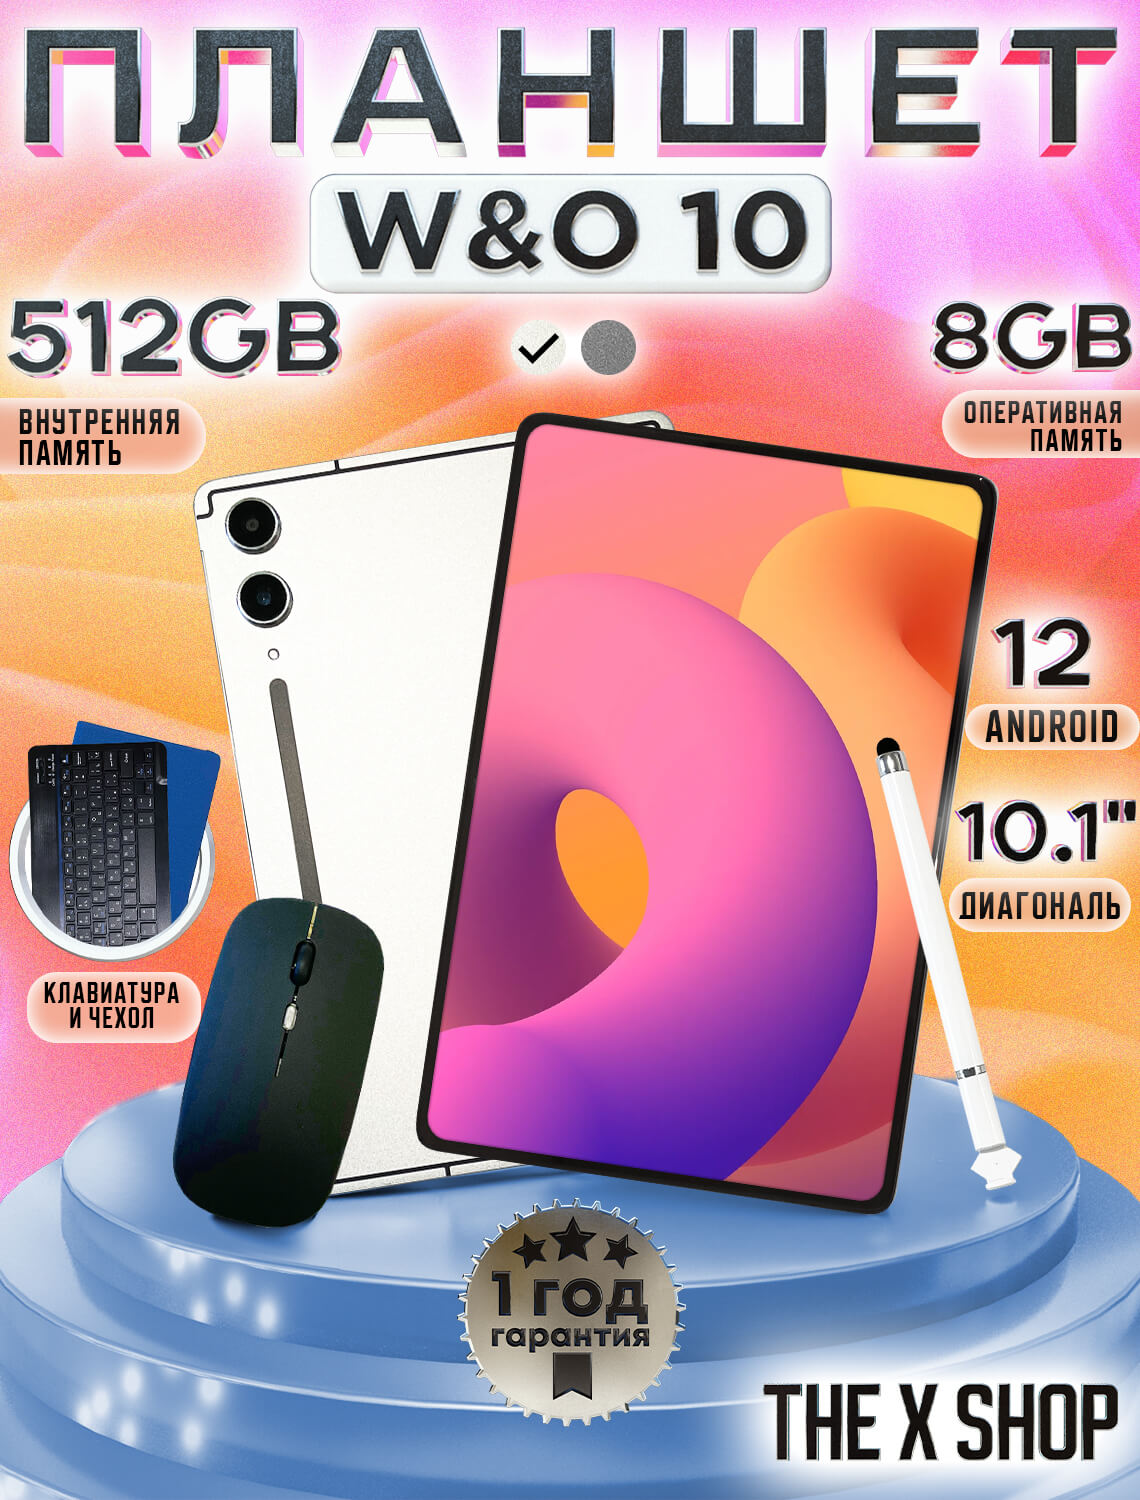 ПЛАНШЕТ
W&O 10
512GB
ВНУТРЕННЯЯ
ПАМЯТЬ
8GB
ОПЕРАТИВНАЯ
ПАМЯТЬ
12
ANDROID
10.1"
ДИАГОНАЛЬ
КЛАВИАТУРА
И ЧЕХОЛ
1 год
гарантия
THE X SHOP